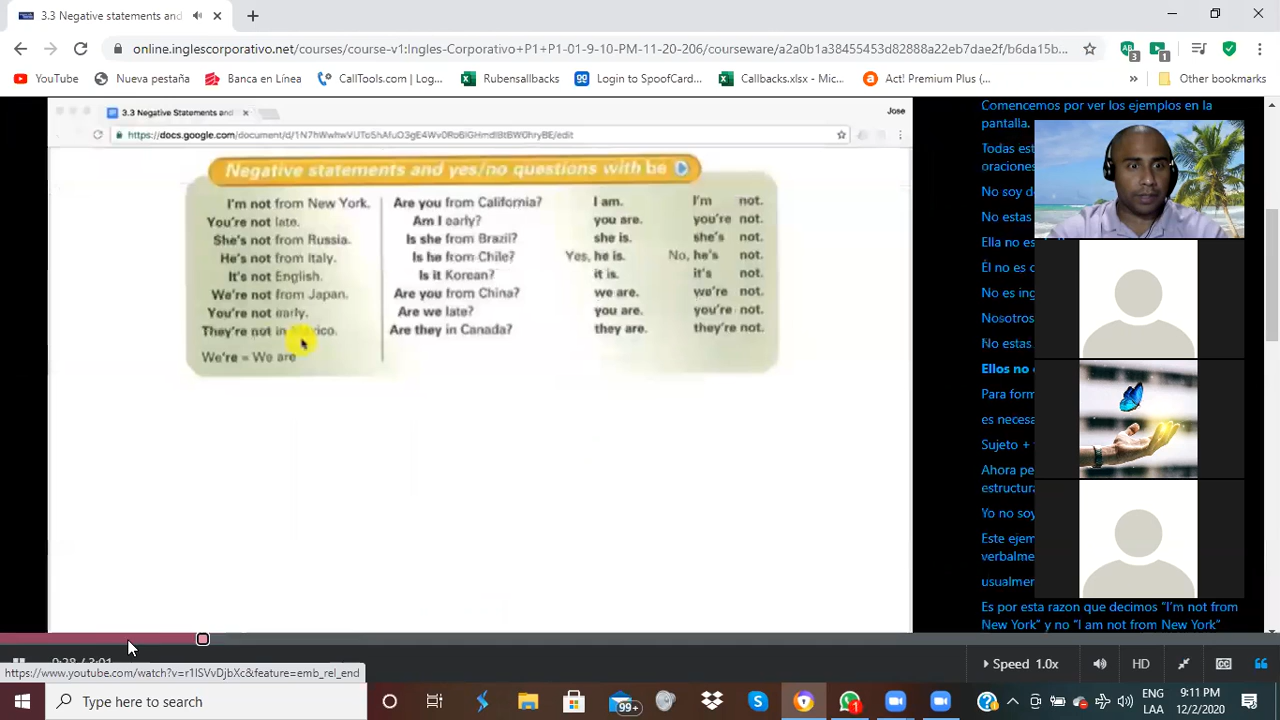 3.3 Negative statements and
online.inglescorporativo.net/courses/course-v1:Ingles-Corporativo+P1+P1-01-9-10-PM-11-20-206/courseware/a2a0b1a38455453d82888a22eb7dae2f/b6da15b...
3
1
YouTube
Nueva pestaña
Banca en Línea
CallTools.com | Log...
Rubensallbacks
Login to SpoofCard...
Callbacks.xlsx - Mic...
Act! Premium Plus (...
»
Other bookmarks
3.3 Negative Statements and
Jose
Negative statements and yes/no questions with be
I'm not from New York. Are you from California? I am. I'm not.
You're not late. Am I early? you are. you're not.
She's not from Russia. Is she from Brazil? she is. she's not.
He's not from Italy. Is he from Chile? Yes, he is. No, he's not.
It's not English. Is it Korean? it is. it's not.
We're not from Japan. Are you from China? we are. we're not.
You're not early. Are we late? you are. you're not.
They're not in Mexico. Are they in Canada? they are. they're not.
We're = We are
Comencemos por ver los ejemplos en la
pantalla.
Todas est
oraciones
No soy d
No estas
Ella no es
Él no es
No es ing
Nosotros
No estas
Ellos no
Para form
es necesa
Sujeto +
Ahora pe
estructura
Yo no soy
Este ejem
verbalme
usualmen
Es por esta razon que decimos "I'm not from
New York" y no "I am not from New York"
0:28 / 3:01
https://www.youtube.com/watch?v=r1lSVvDjbXc&feature=emb_rel_end
Speed 1.0x
HD
Type here to search
99+
1
ENG
LAA
9:11 PM
12/2/2020